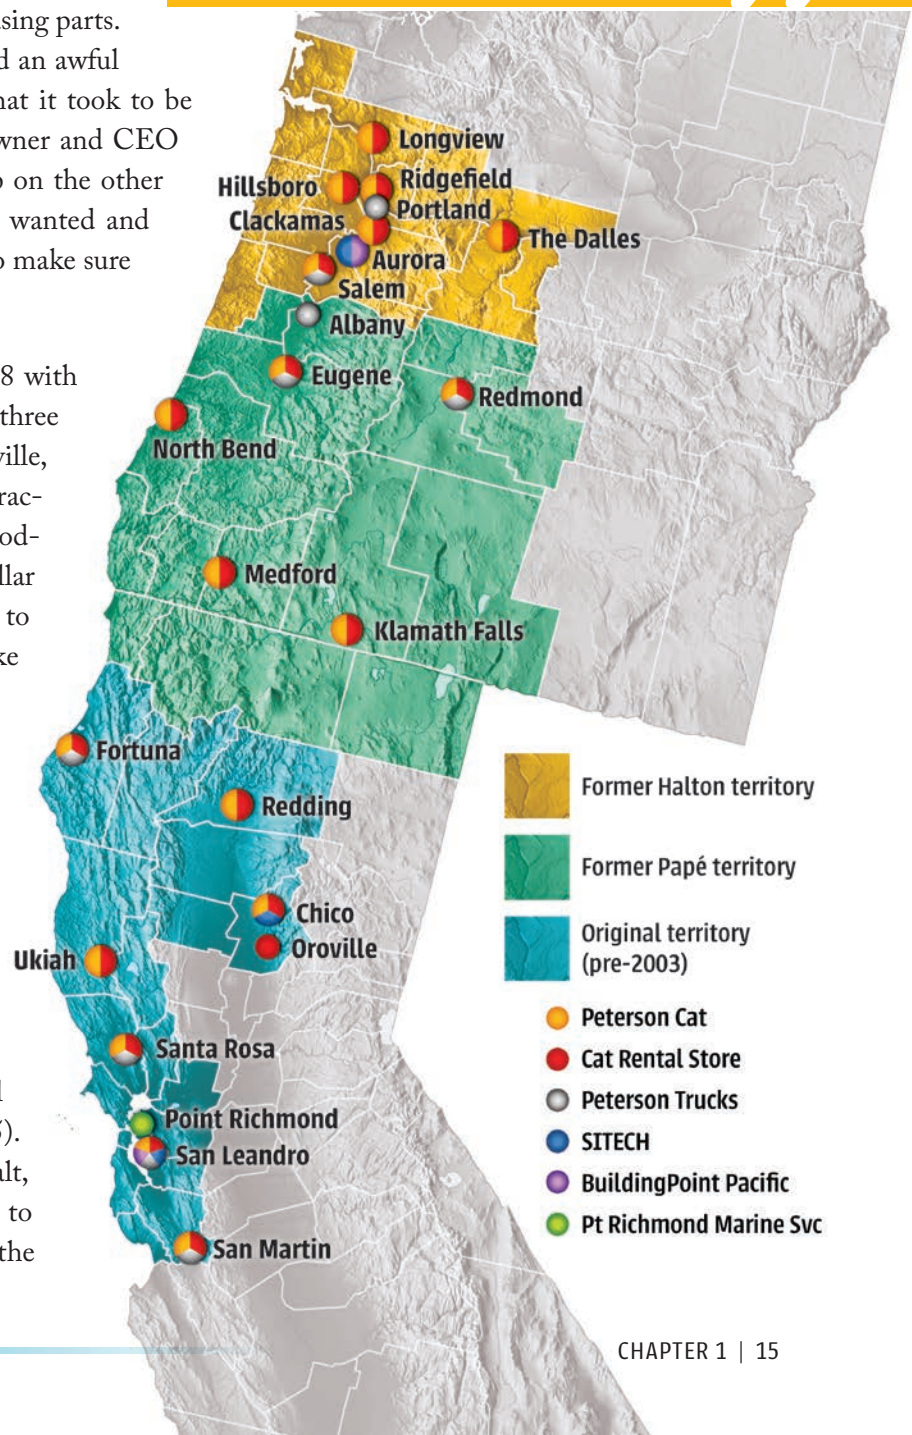 sing parts.
d an awful
hat it took to be
wner and CEO
on the other
wanted and
make sure
8 with
three
ville,
rac-
od-
llar
to
ke
5).
alt,
to
the
Longview
Hillsboro
Ridgefield
Clackamas
Portland
The Dalles
Aurora
Salem
Albany
Eugene
Redmond
North Bend
Medford
Klamath Falls
Fortuna
Redding
Chico
Oroville
Ukiah
Santa Rosa
Point Richmond
San Leandro
San Martin
Former Halton territory
Former Papé territory
Original territory
(pre-2003)
Peterson Cat
Cat Rental Store
Peterson Trucks
SITECH
BuildingPoint Pacific
Pt Richmond Marine Svc
CHAPTER 1 | 15